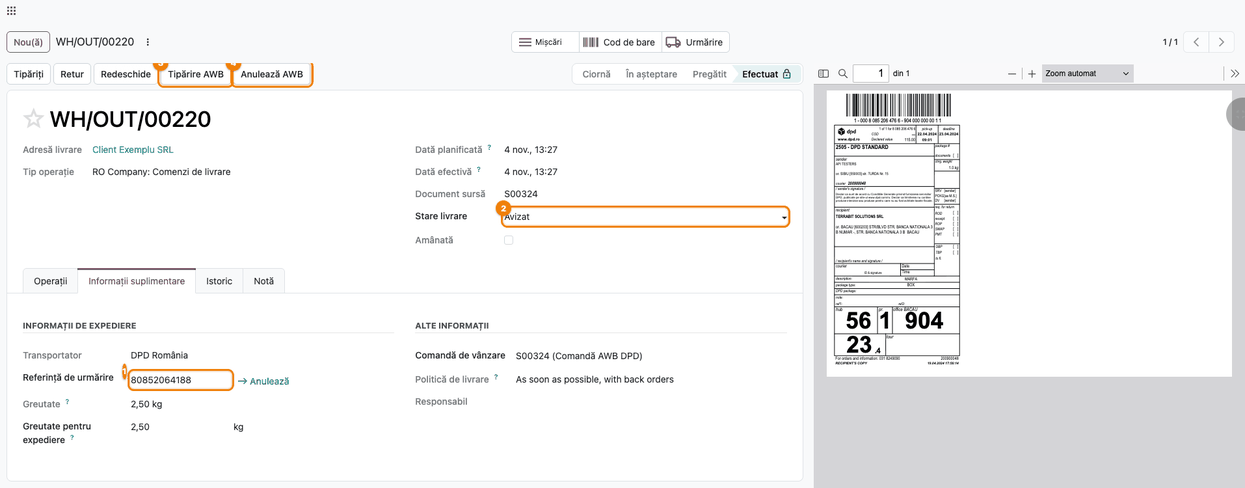 Nou(ă) WH/OUT/00220 Mișcări Cod de bare Urmărire 1 / 1
Tipăriți Retur Redeschide Tipărire AWB Anulează AWB Ciornă În așteptare Pregătit Efectuat
1 din 1 Zoom automat
WH/OUT/00220
Adresă livrare Client Exemplu SRL
Tip operație RO Company: Comenzi de livrare
Dată planificată ? 4 nov., 13:27
Dată efectivă ? 4 nov., 13:27
Document sursă S00324
2
Stare livrare Avizat
Amânată
Operații Informații suplimentare Istoric Notă
INFORMAȚII DE EXPEDIERE
Transportator DPD România
1
Referință de urmărire 80852064188 → Anulează
Greutate ? 2,50 kg
Greutate pentru expediere ? 2,50 kg
ALTE INFORMAȚII
Comandă de vânzare S00324 (Comandă AWB DPD)
Politică de livrare ? As soon as possible, with back orders
Responsabil
dpd
2505 - DPD STANDARD
TERRABIT SOLUTIONS SRL
56 1 904
23 .4